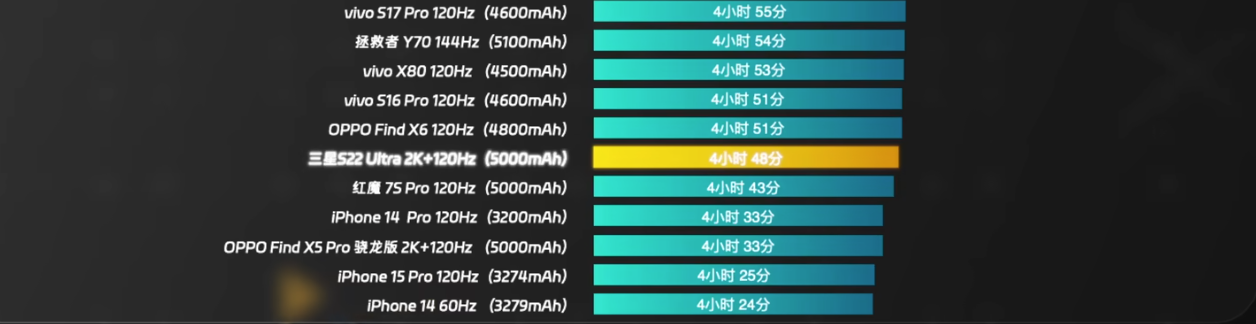 vivo S17 Pro 120Hz (4600mAh) 4小时 55分
拯救者 Y70 144Hz (5100mAh) 4小时 54分
vivo X80 120Hz (4500mAh) 4小时 53分
vivo S16 Pro 120Hz (4600mAh) 4小时 51分
OPPO Find X6 120Hz (4800mAh) 4小时 51分
三星S22 Ultra 2K+120Hz (5000mAh) 4小时 48分
红魔 7S Pro 120Hz (5000mAh) 4小时 43分
iPhone 14 Pro 120Hz (3200mAh) 4小时 33分
OPPO Find X5 Pro 骁龙版 2K+120Hz (5000mAh) 4小时 33分
iPhone 15 Pro 120Hz (3274mAh) 4小时 25分
iPhone 14 60Hz (3279mAh) 4小时 24分